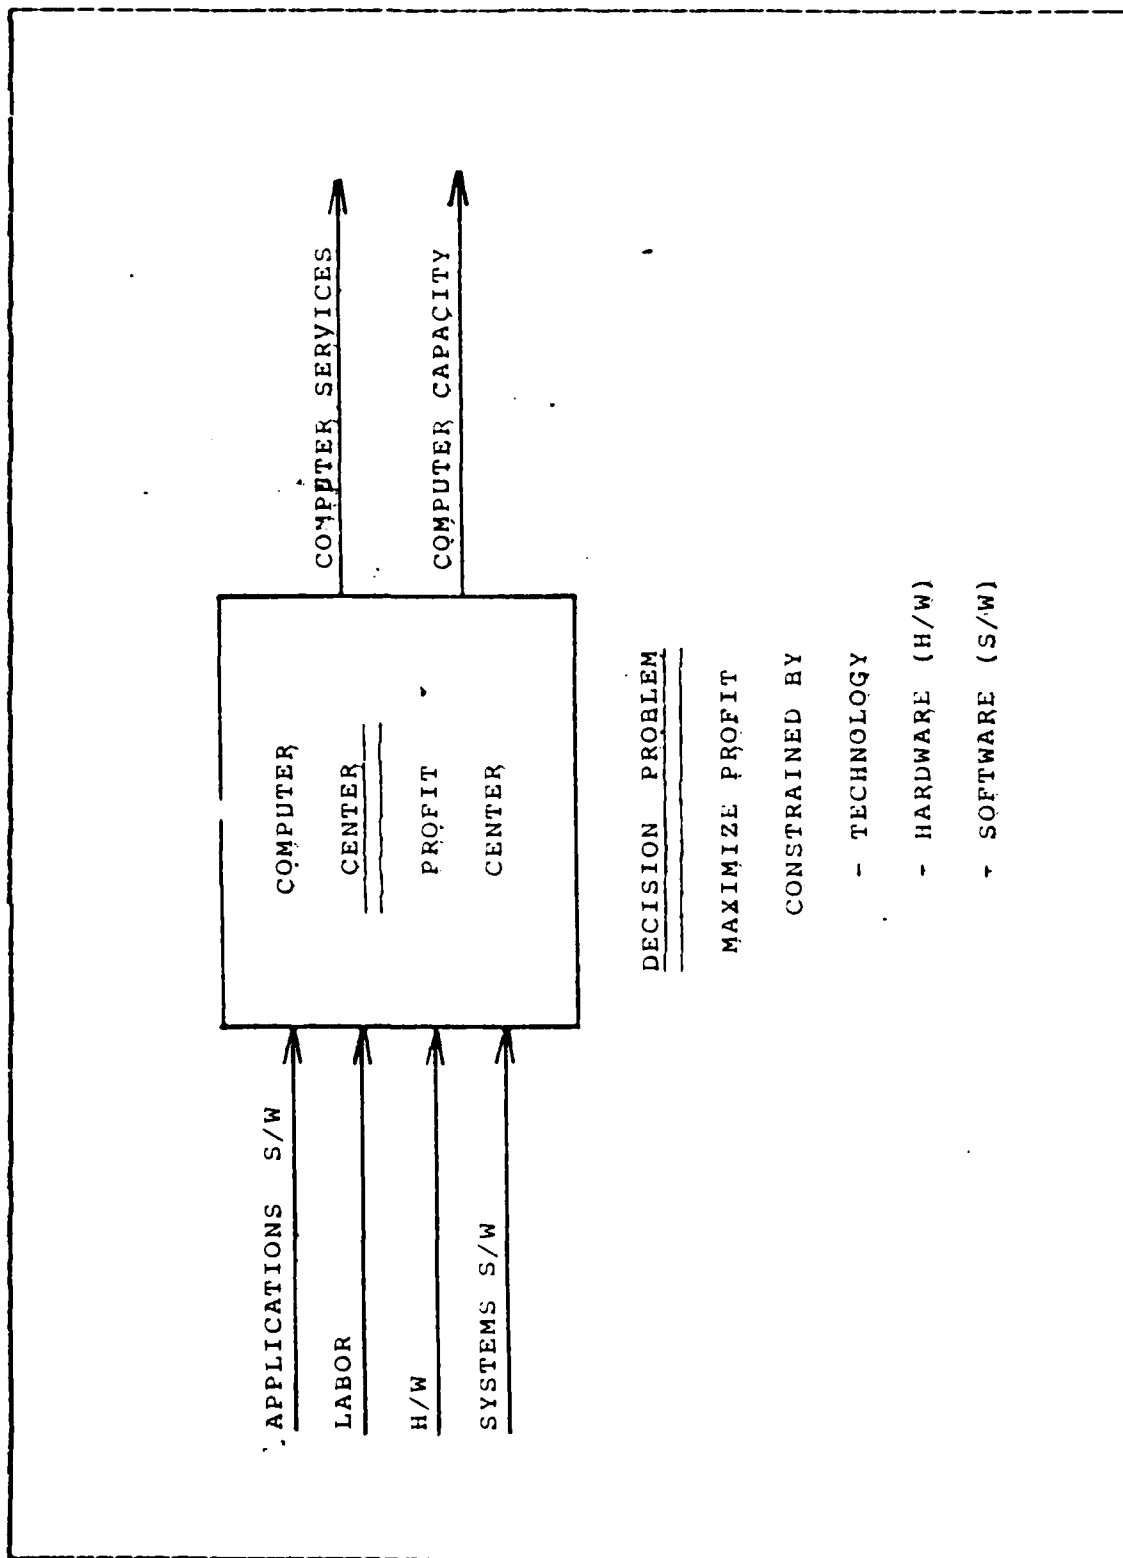 APPLICATIONS S/W
LABOR
H/W
SYSTEMS S/W
COMPUTER
CENTER
PROFIT
CENTER
COMPUTER SERVICES
COMPUTER CAPACITY
DECISION PROBLEM
MAXIMIZE PROFIT
CONSTRAINED BY
- TECHNOLOGY
- HARDWARE (H/W)
- SOFTWARE (S/W)